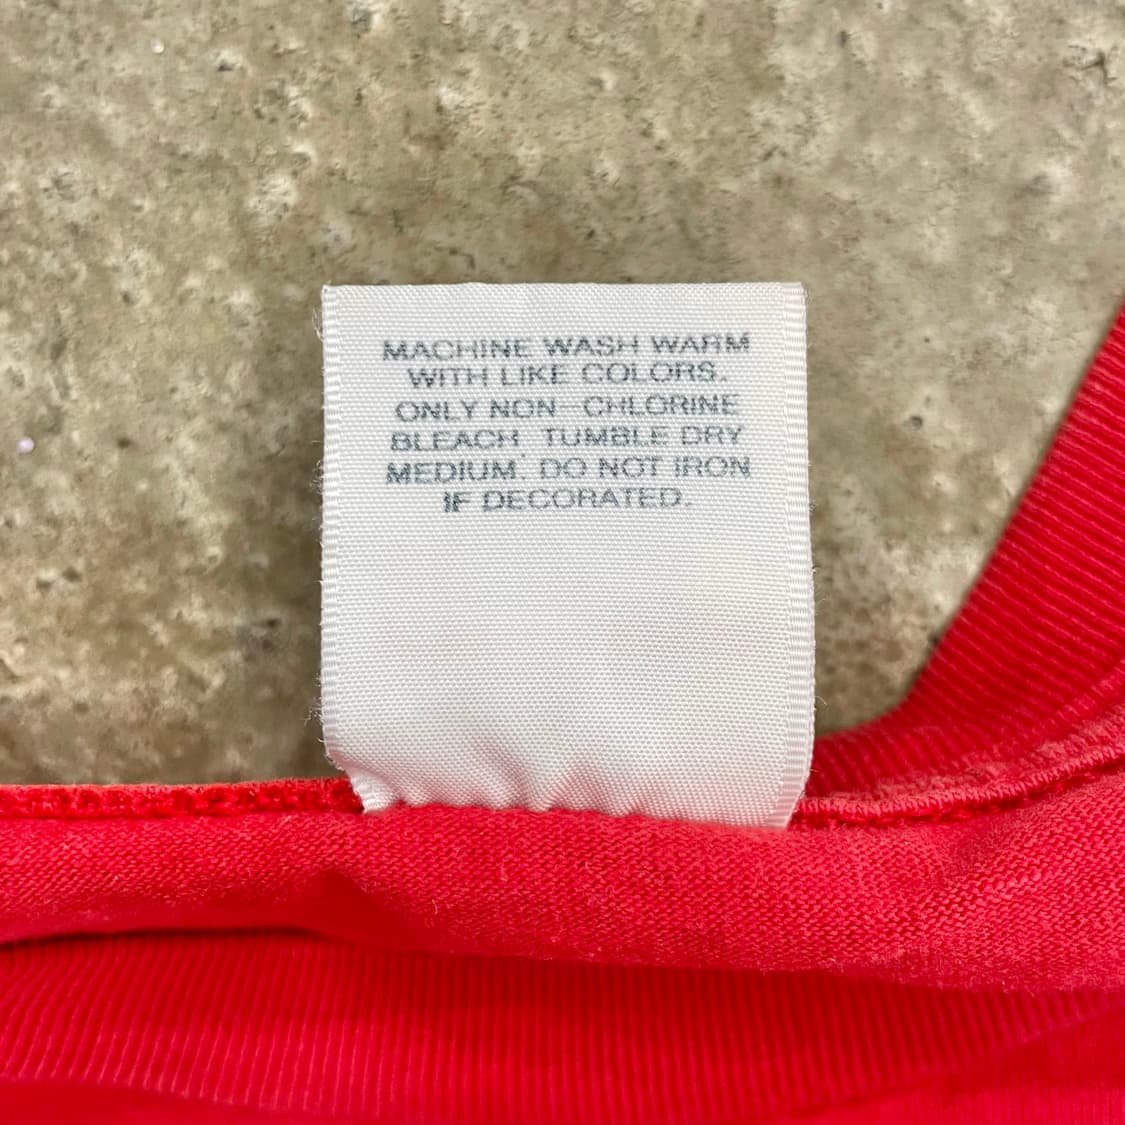 MACHINE WASH WARM
WITH LIKE COLORS.
ONLY NON-CHLORINE
BLEACH. TUMBLE DRY
MEDIUM. DO NOT IRON
IF DECORATED.